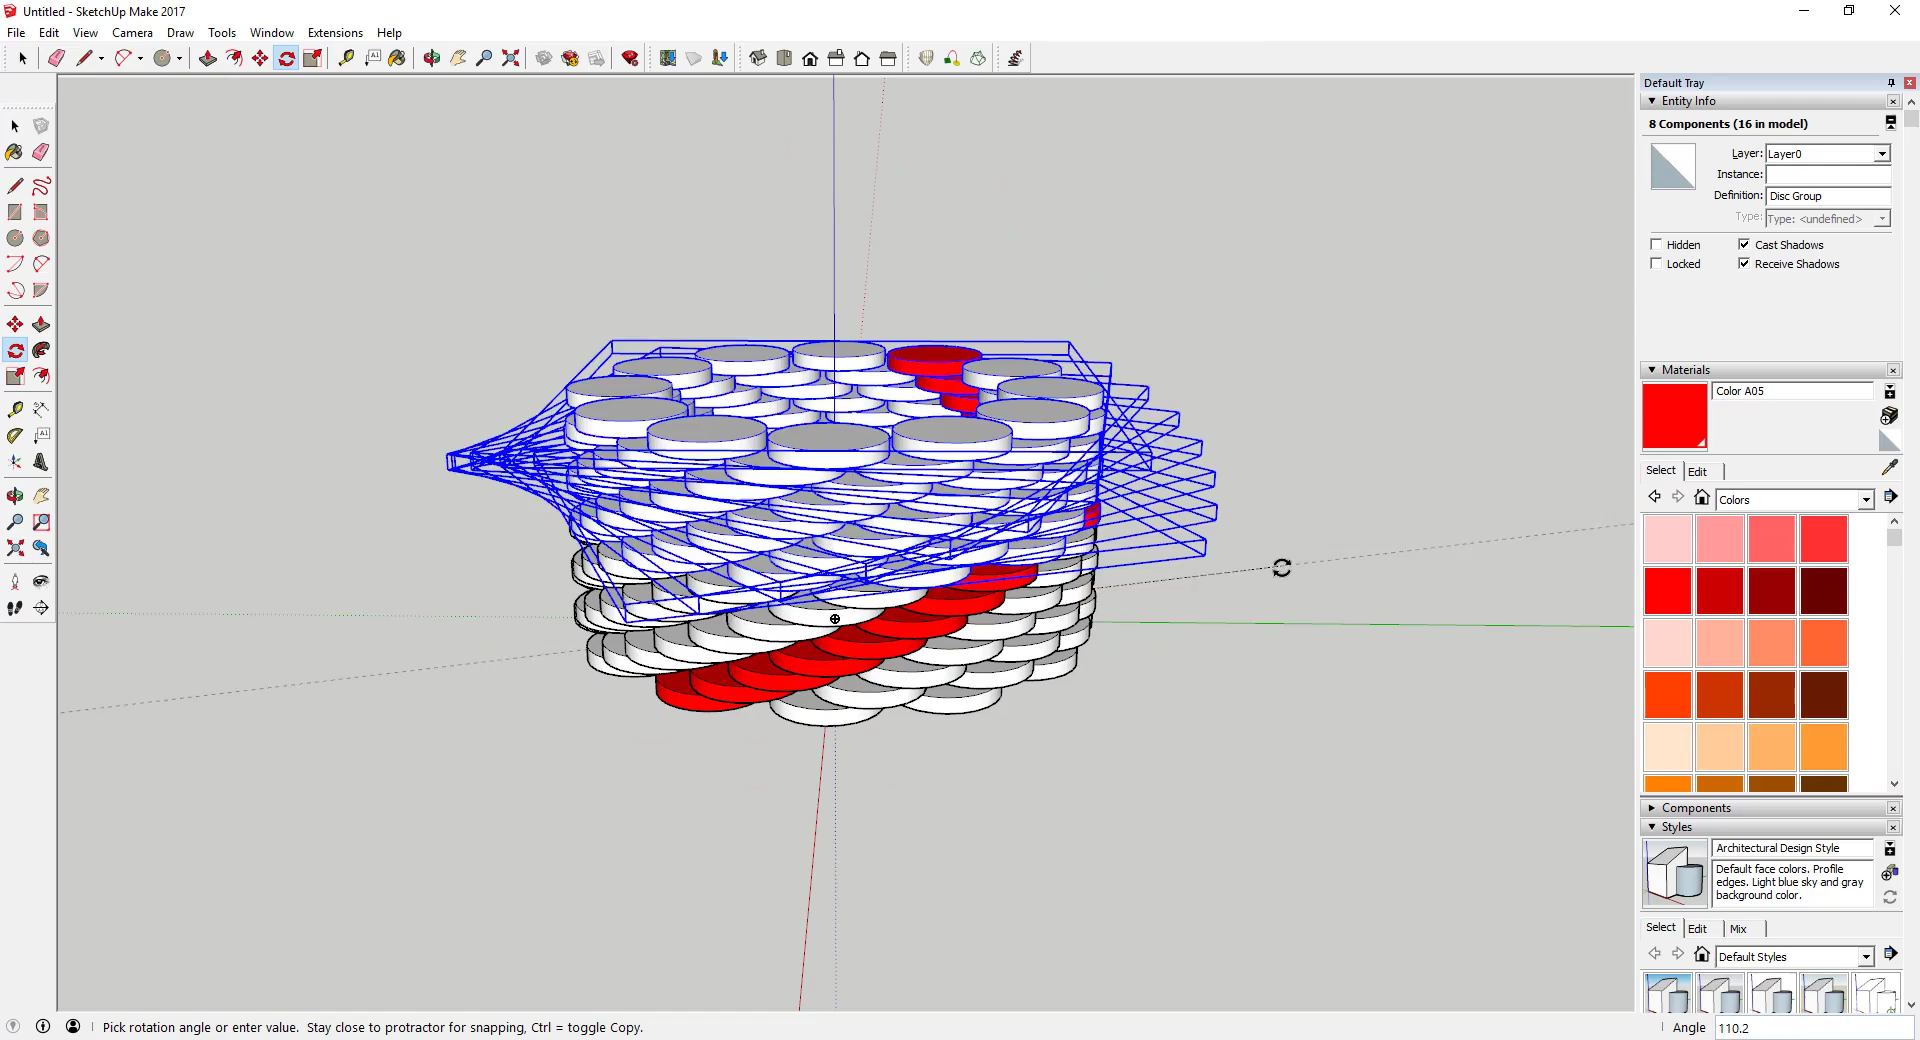 Untitled - SketchUp Make 2017
File Edit View Camera Draw Tools Window Extensions Help
Default Tray
Entity Info
8 Components (16 in model)
Layer: Layer0
Instance:
Definition: Disc Group
Type: Type: <undefined>
Hidden Cast Shadows
Locked Receive Shadows
Materials
Color A05
Select Edit
Colors
Components
Styles
Architectural Design Style
Default face colors. Profile
edges. Light blue sky and gray
background color.
Select Edit Mix
Default Styles
Pick rotation angle or enter value. Stay close to protractor for snapping, Ctrl = toggle Copy.
Angle 110.2